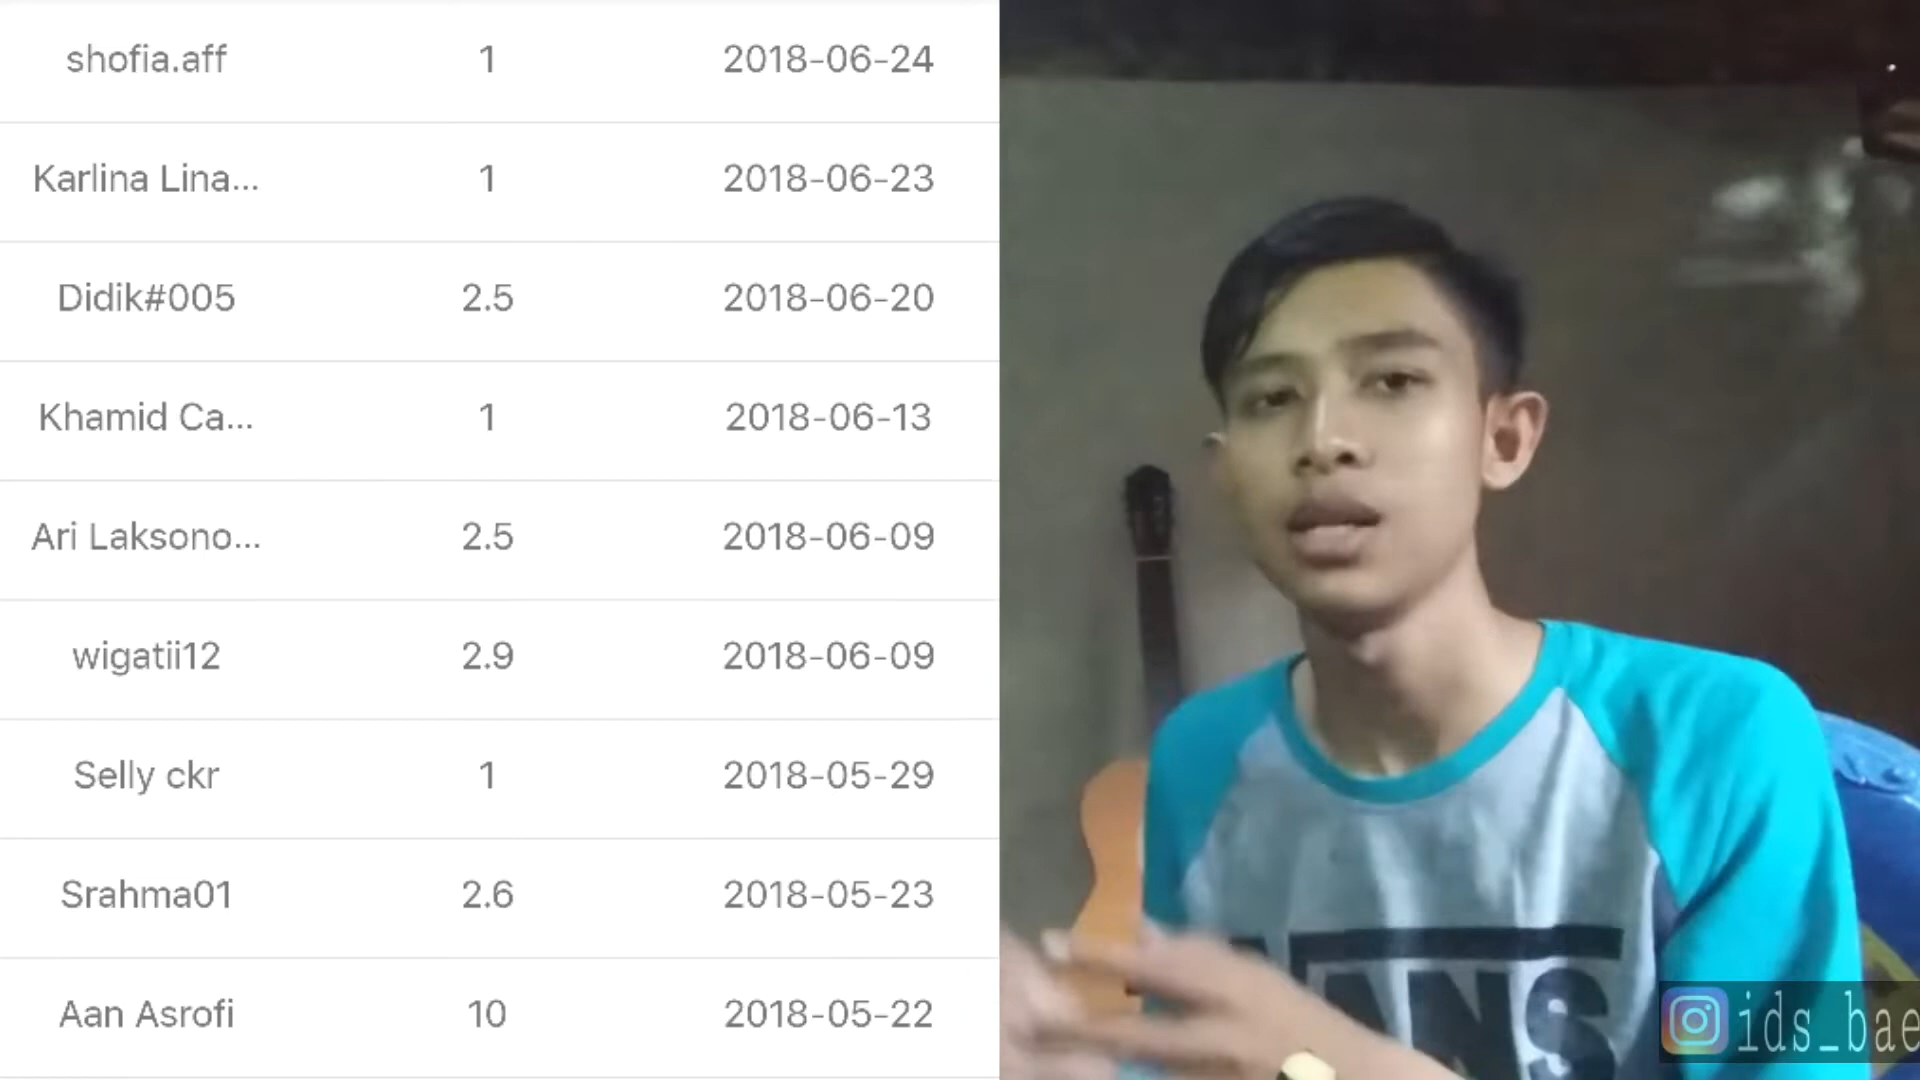 shofia.aff 1 2018-06-24
Karlina Lina... 1 2018-06-23
Didik#005 2.5 2018-06-20
Khamid Ca... 1 2018-06-13
Ari Laksono... 2.5 2018-06-09
wigatii12 2.9 2018-06-09
Selly ckr 1 2018-05-29
Srahma01 2.6 2018-05-23
Aan Asrofi 10 2018-05-22
VANS
ids_bae